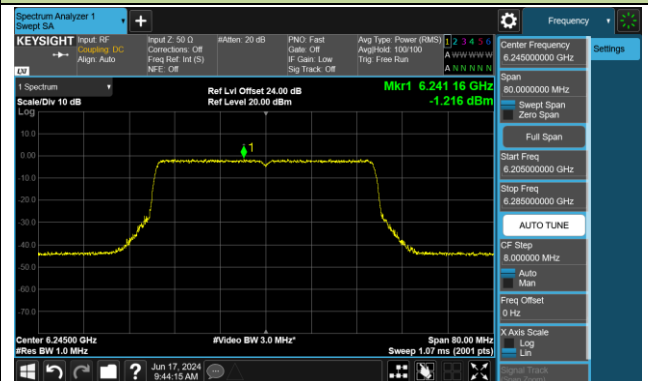 Spectrum Analyzer 1
Swept SA
+
Frequency
KEYSIGHT
Input: RF
Coupling: DC
Align: Auto
Input Z: 50 Ω
Corrections: Off
Freq Ref: Int (S)
NFE: Off
#Atten: 20 dB
PNO: Fast
Gate: Off
IF Gain: Low
Sig Track: Off
Avg Type: Power (RMS)
Avg|Hold: 100/100
Trig: Free Run
1 2 3 4 5 6
A W W W W W
A N N N N N
LXI
Center Frequency
6.245000000 GHz
Settings
Span
80.0000000 MHz
Swept Span
Zero Span
Full Span
Start Freq
6.205000000 GHz
Stop Freq
6.285000000 GHz
AUTO TUNE
CF Step
8.000000 MHz
Auto
Man
Freq Offset
0 Hz
X Axis Scale
Log
Lin
Signal Track
1 Spectrum
Scale/Div 10 dB
Log
Ref Lvl Offset 24.00 dB
Ref Level 20.00 dBm
Mkr1 6.241 16 GHz
-1.216 dBm
1
10.0
0.00
-10.0
-20.0
-30.0
-40.0
-50.0
-60.0
-70.0
Center 6.24500 GHz
#Res BW 1.0 MHz
#Video BW 3.0 MHz*
Span 80.00 MHz
Sweep 1.07 ms (2001 pts)
?
Jun 17, 2024
9:44:15 AM